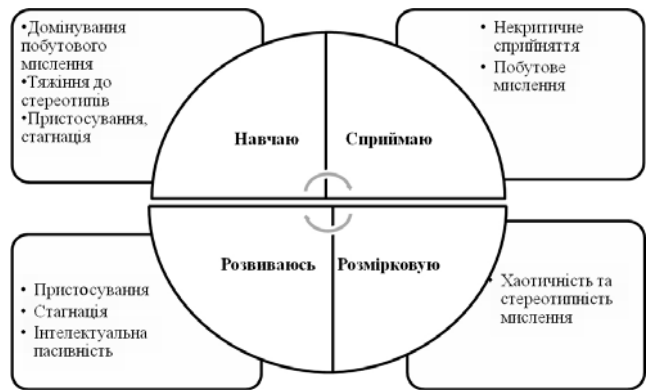 •Домінування
побутового
мислення
•Тяжіння до
стереотипів
•Пристосування,
стагнація
• Некритичне
сприйняття
• Побутове
мислення
Навчаю
Сприймаю
Розвиваюсь
Розмірковую
• Пристосування
• Стагнація
• Інтелектуальна
пасивність
• Хаотичність та
стереотипність
мислення